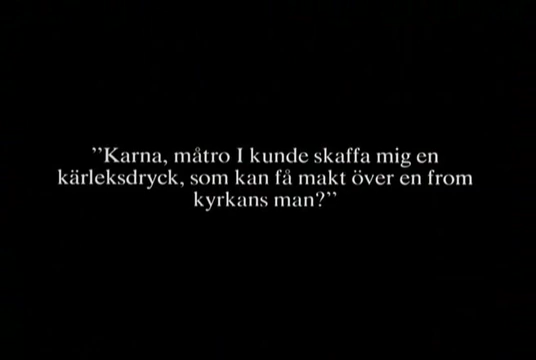 ”Karna, måtro I kunde skaffa mig en
kärleksdryck, som kan få makt över en from
kyrkans man?”